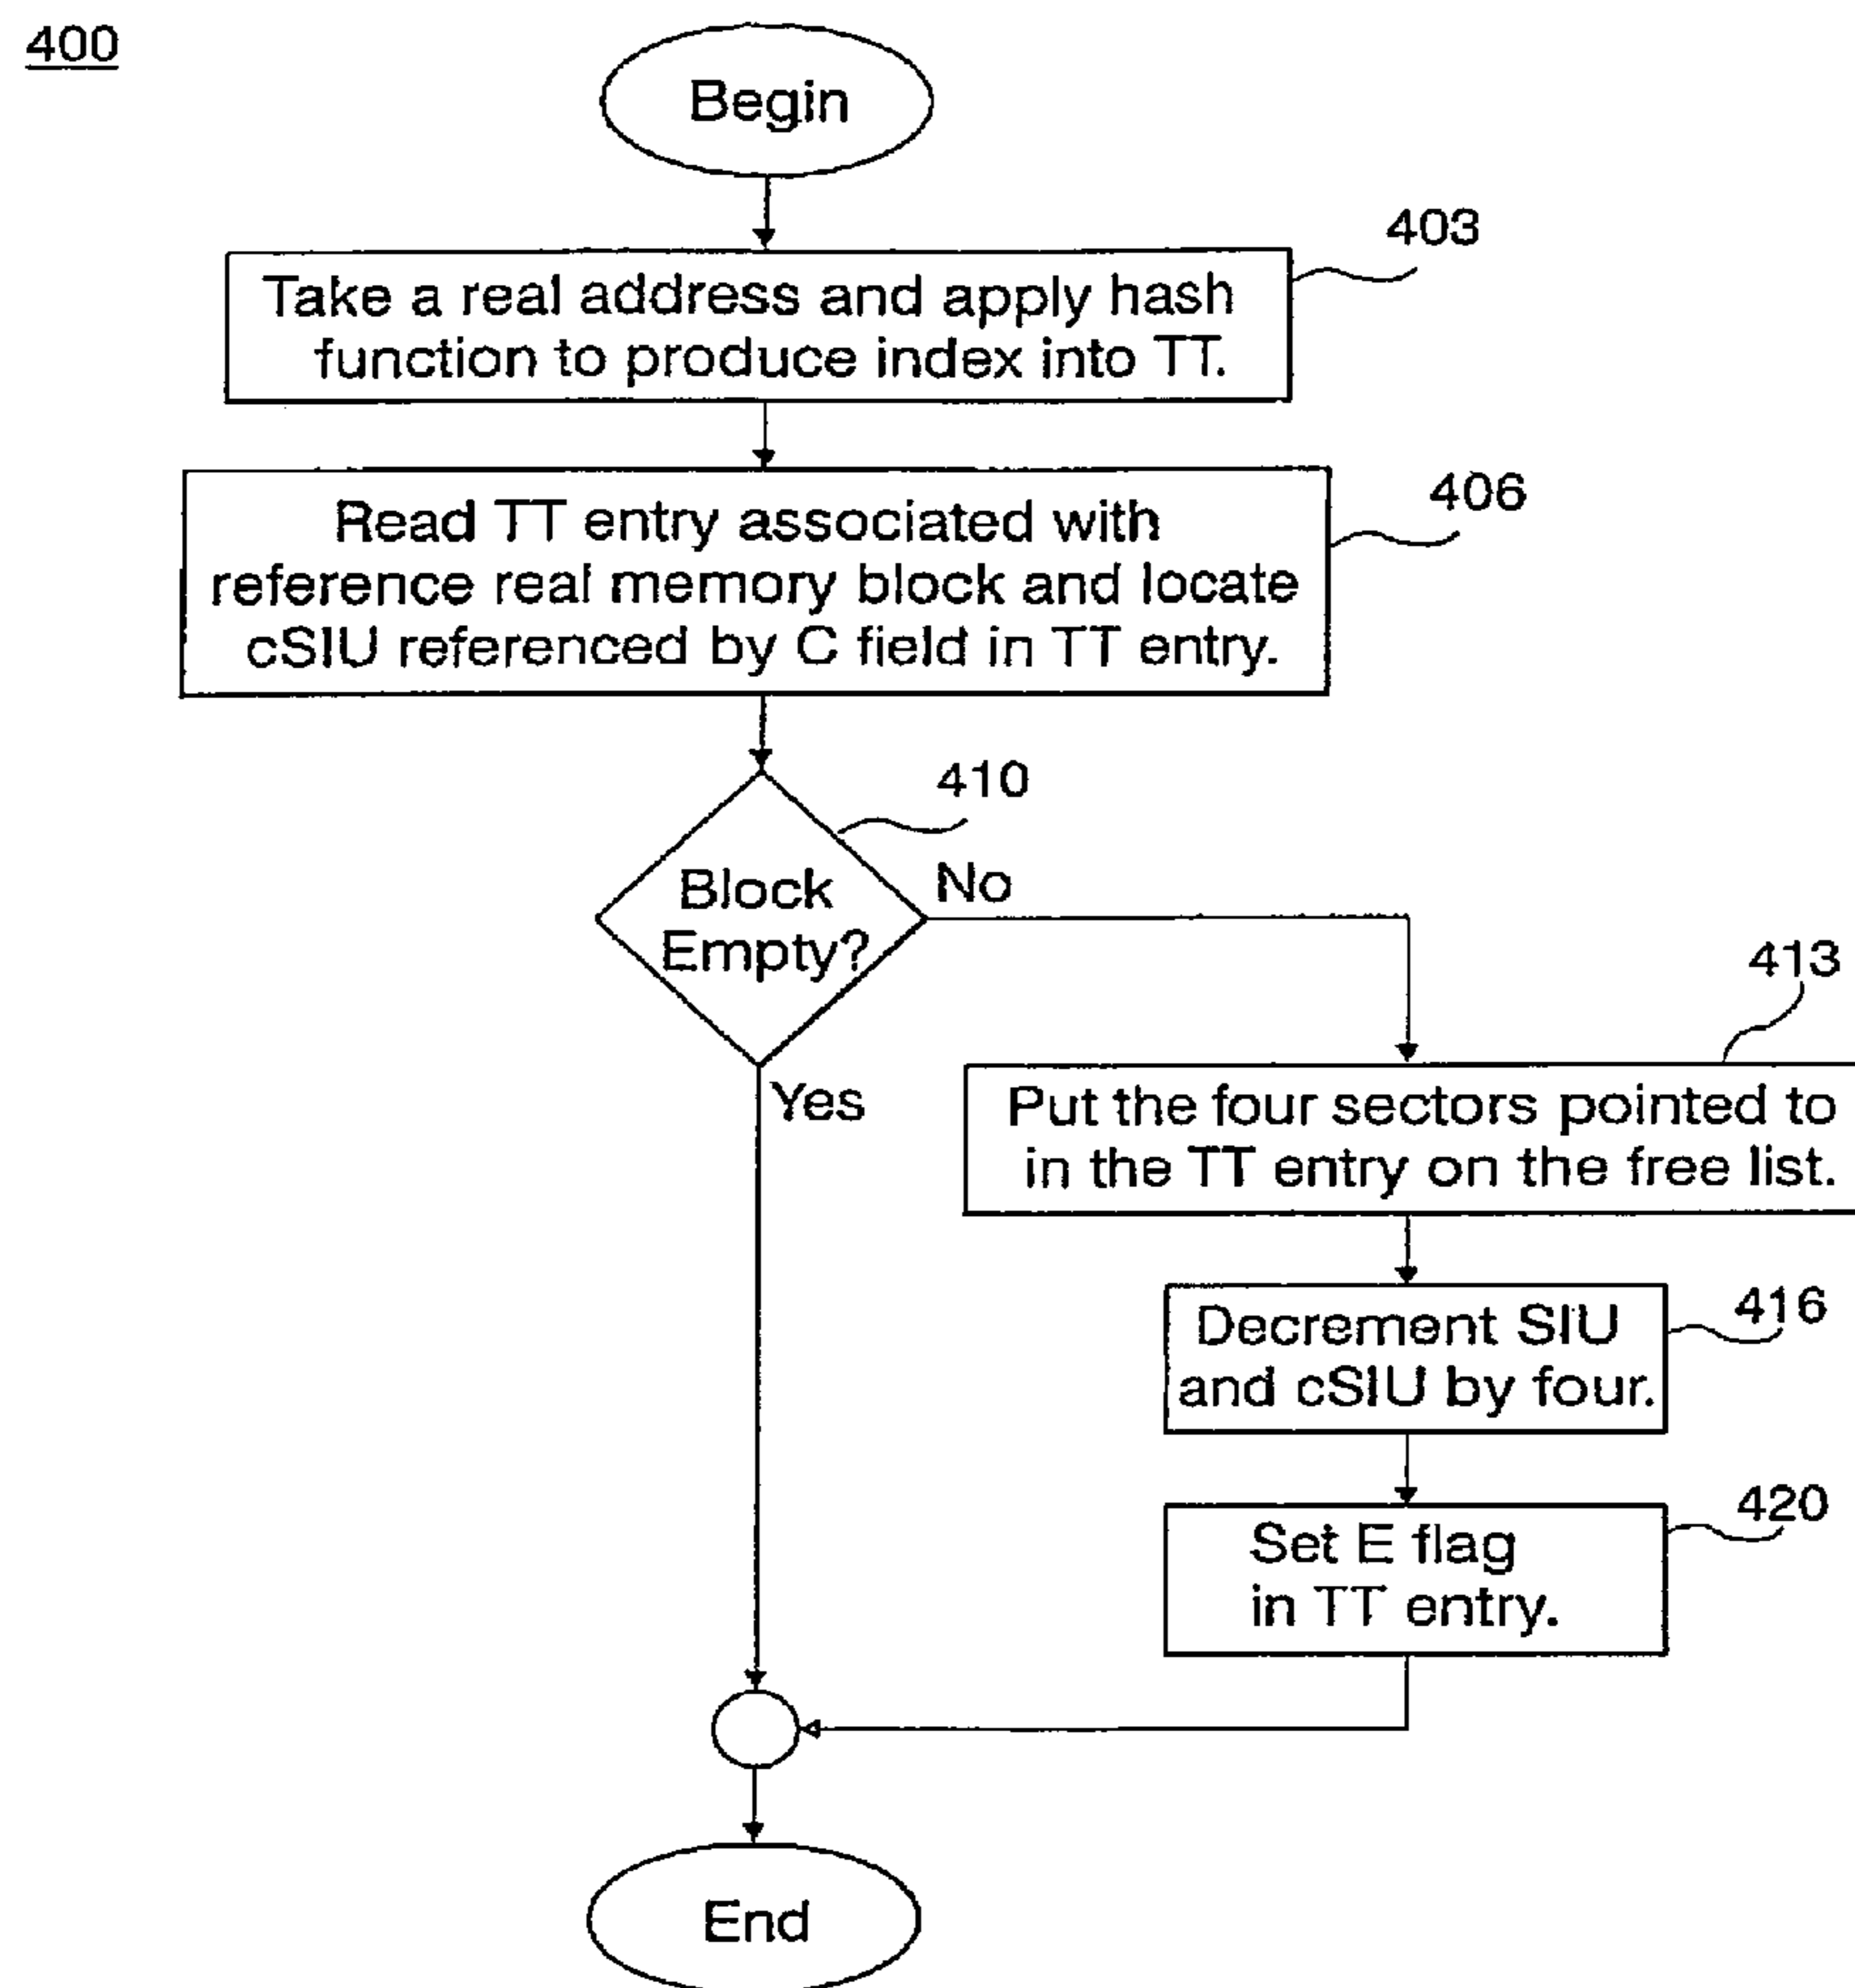 400
Begin
403
Take a real address and apply hash
function to produce index into TT.
406
Read TT entry associated with
reference real memory block and locate
cSIU referenced by C field in TT entry.
410
Block
Empty?
No
Yes
413
Put the four sectors pointed to
in the TT entry on the free list.
416
Decrement SIU
and cSIU by four.
420
Set E flag
in TT entry.
End